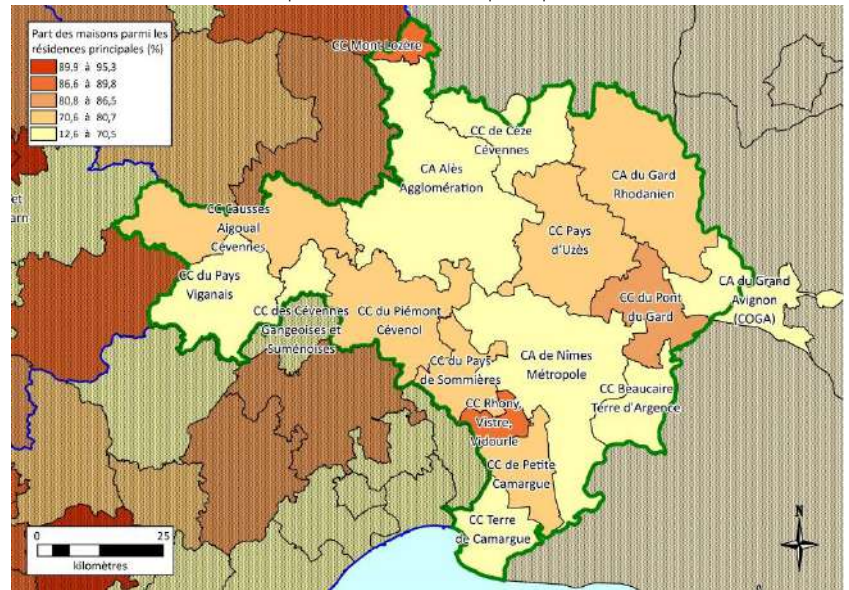 Part des maisons parmi les
résidences principales (%)
89,9 à 95,3
86,6 à 89,8
80,8 à 86,5
70,6 à 80,7
12,6 à 70,5
CC Mont Lozère
CC de Cèze
Cévennes
CA Alès
Agglomération
CA du Gard
Rhodanien
et
arn
CC Causses
Aigoual
Cévennes
CC Pays
d'Uzès
CC du Pays
Viganais
CA du Grand
Avignon
(COGA)
CC du Pont
du Gard
CC des Cévennes
Gangeoises et
Suménoises
CC du Piémont
Cévenol
CA de Nîmes
Métropole
CC du Pays
de Sommières
CC Beaucaire
Terre d'Argence
CC Rhony,
Vistre,
Vidourle
CC de Petite
Camargue
CC Terre
de Camargue
0 25
kilomètres
N